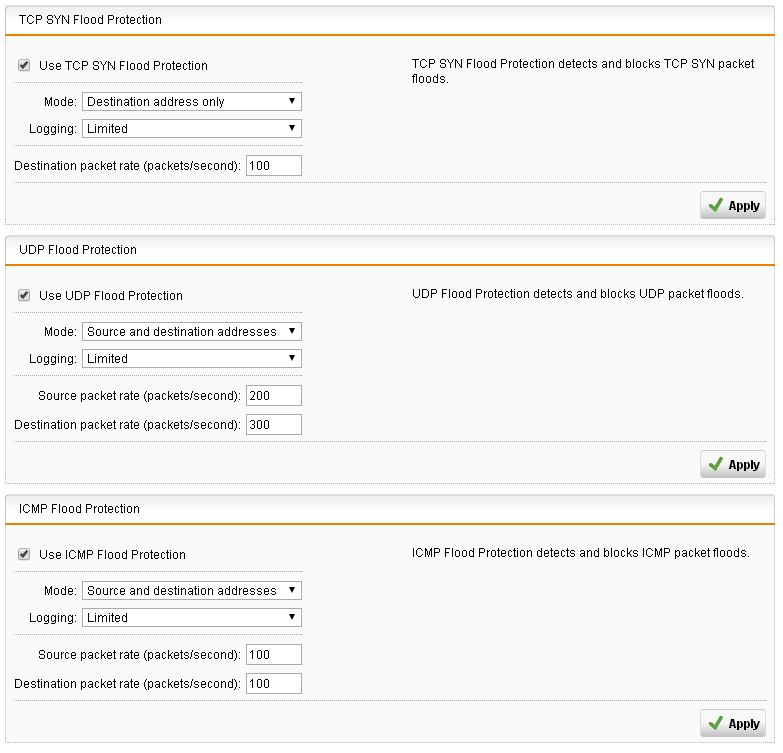 TCP SYN Flood Protection
Use TCP SYN Flood Protection
TCP SYN Flood Protection detects and blocks TCP SYN packet
floods.
Mode: Destination address only
Logging: Limited
Destination packet rate (packets/second): 100
Apply
UDP Flood Protection
Use UDP Flood Protection
UDP Flood Protection detects and blocks UDP packet floods.
Mode: Source and destination addresses
Logging: Limited
Source packet rate (packets/second): 200
Destination packet rate (packets/second): 300
Apply
ICMP Flood Protection
Use ICMP Flood Protection
ICMP Flood Protection detects and blocks ICMP packet floods.
Mode: Source and destination addresses
Logging: Limited
Source packet rate (packets/second): 100
Destination packet rate (packets/second): 100
Apply